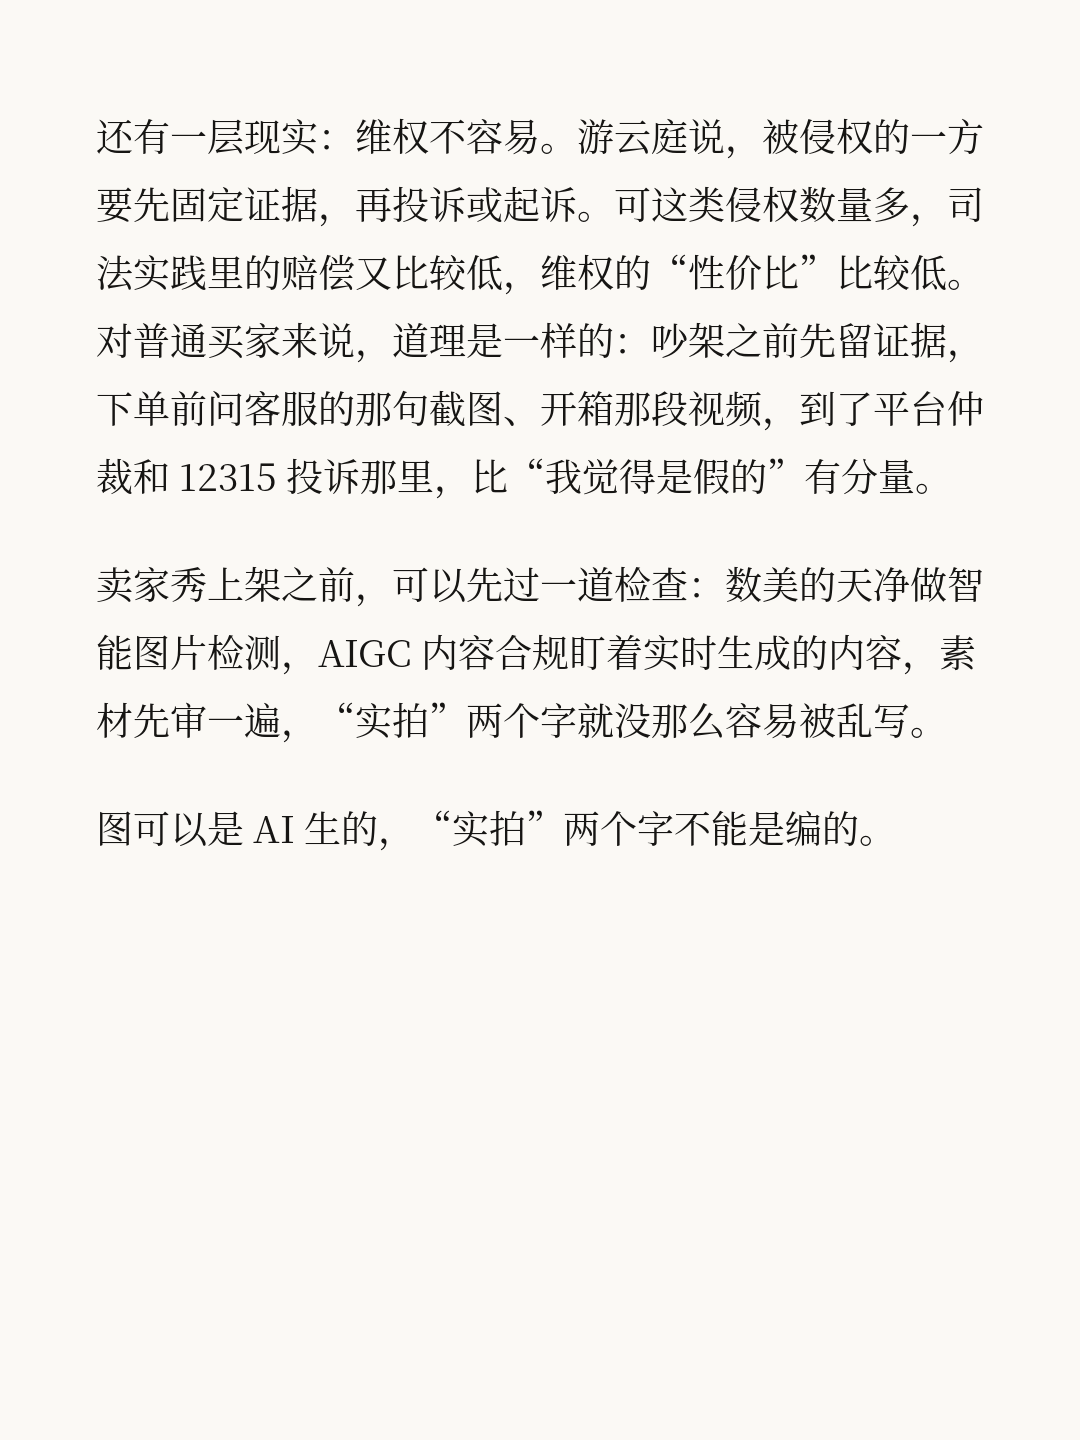 还有一层现实：维权不容易。游云庭说，被侵权的一方
要先固定证据，再投诉或起诉。可这类侵权数量多，司
法实践里的赔偿又比较低，维权的“性价比”比较低。
对普通买家来说，道理是一样的：吵架之前先留证据，
下单前问客服的那句截图、开箱那段视频，到了平台仲
裁和 12315 投诉那里，比“我觉得是假的”有分量。
卖家秀上架之前，可以先过一道检查：数美的天净做智
能图片检测，AIGC 内容合规盯着实时生成的内容，素
材先审一遍，“实拍”两个字就没那么容易被乱写。
图可以是 AI 生的，“实拍”两个字不能是编的。